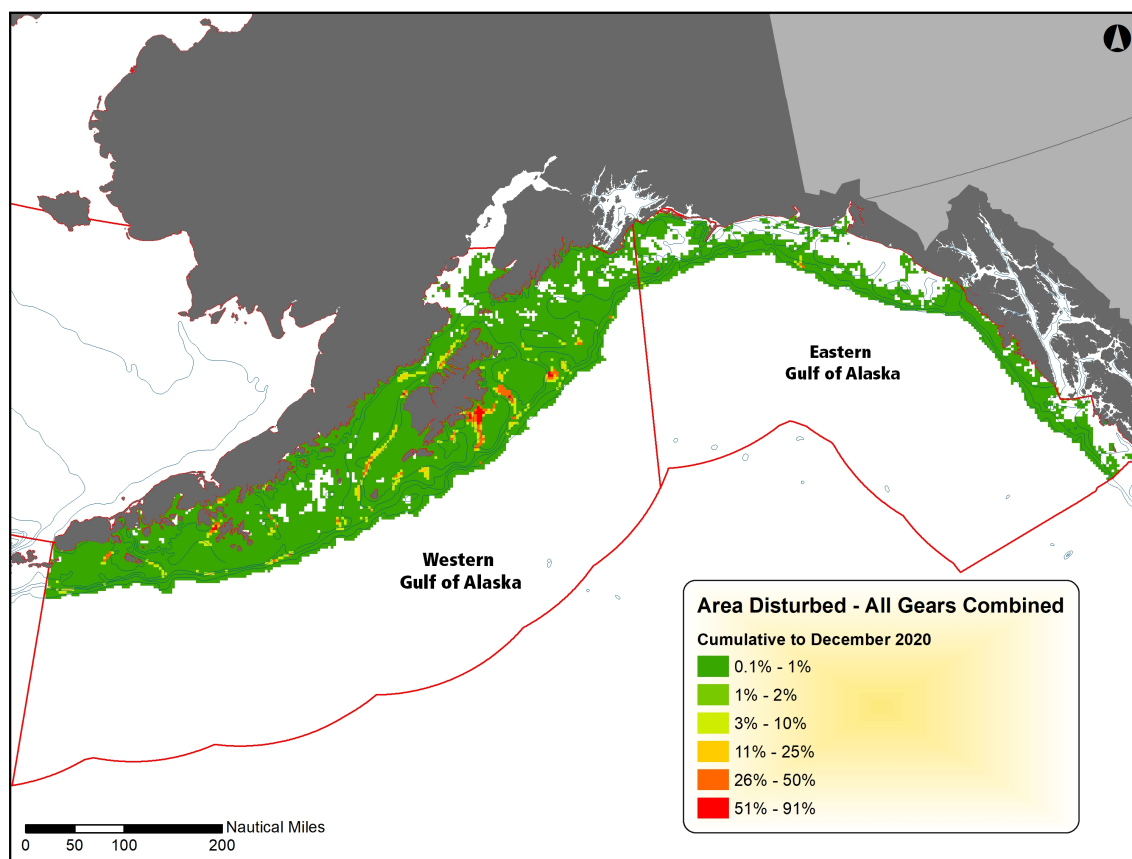 Eastern
Gulf of Alaska
Western
Gulf of Alaska
Area Disturbed - All Gears Combined
Cumulative to December 2020
0.1% - 1%
1% - 2%
3% - 10%
11% - 25%
26% - 50%
51% - 91%
Nautical Miles
0 50 100 200